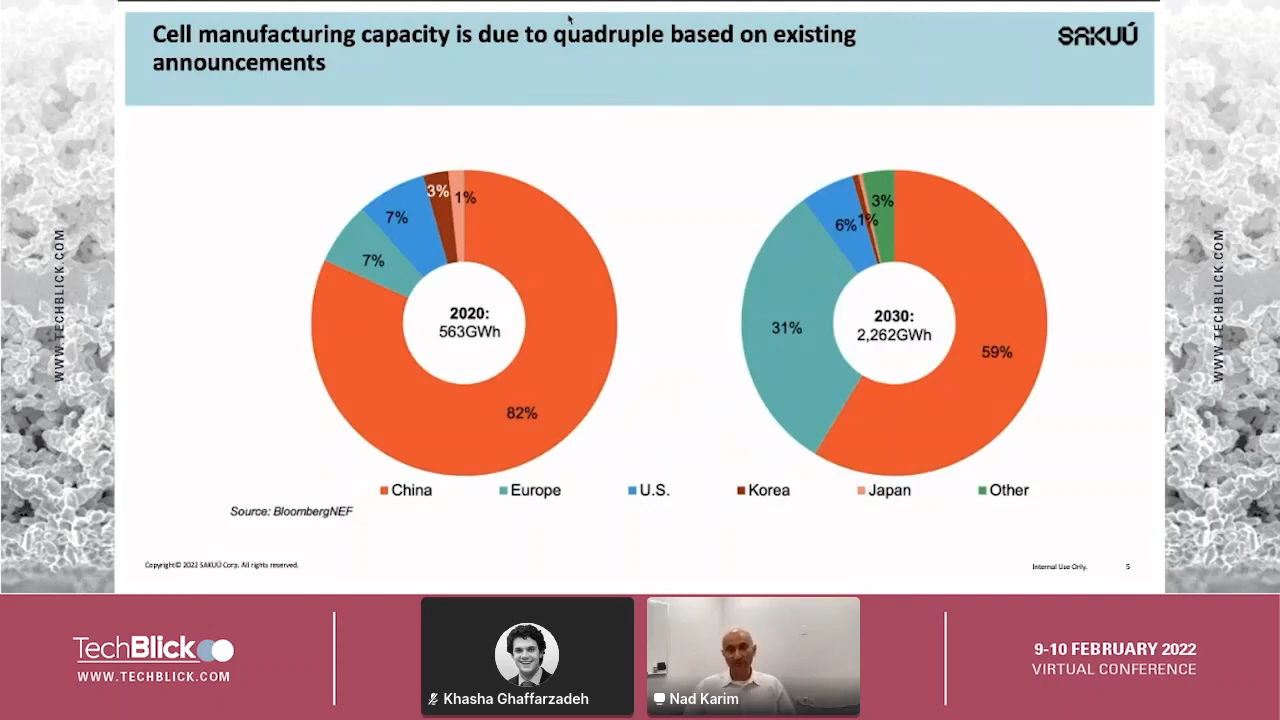 Cell manufacturing capacity is due to quadruple based on existing
announcements
SAKUÚ
WWW.TECHBLICK.COM
WWW.TECHBLICK.COM
7%
7%
3%
1%
2020:
563GWh
82%
31%
6%
1%
3%
2030:
2,262GWh
59%
China
Europe
U.S.
Korea
Japan
Other
Source: BloombergNEF
Copyright© 2022 SAKUÚ Corp. All rights reserved.
Internal Use Only.
5
TechBlick
WWW.TECHBLICK.COM
Khasha Ghaffarzadeh
Nad Karim
9-10 FEBRUARY 2022
VIRTUAL CONFERENCE